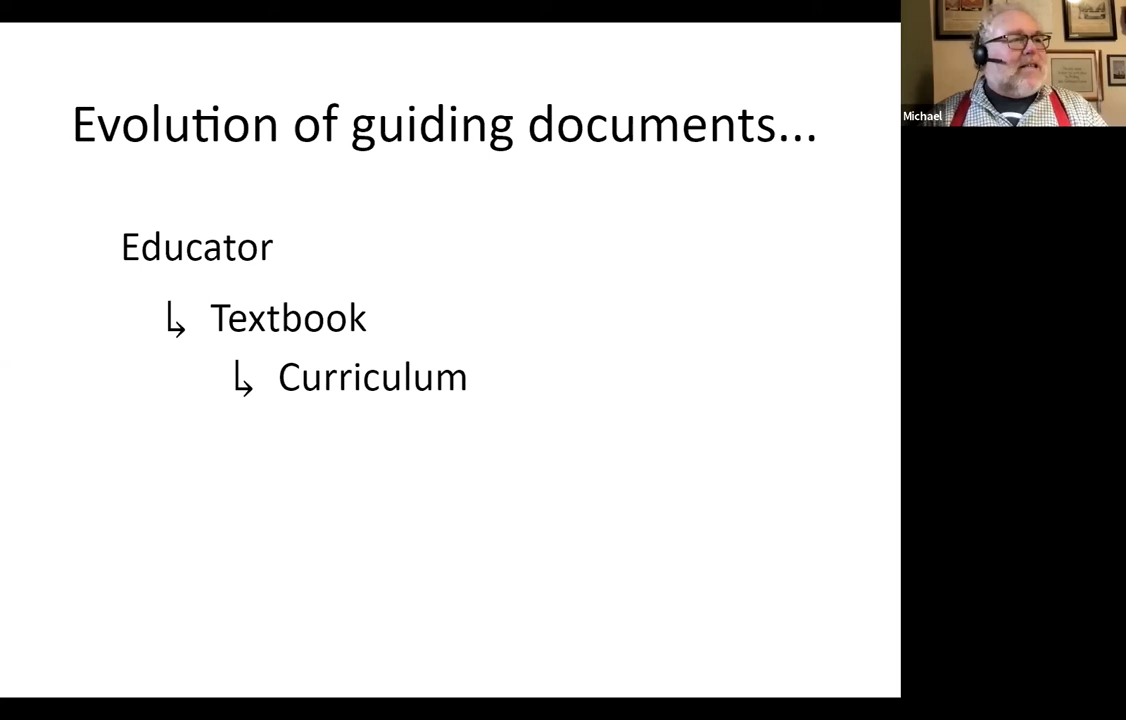 Evolution of guiding documents...
Educator
↳ Textbook
↳ Curriculum
Michael